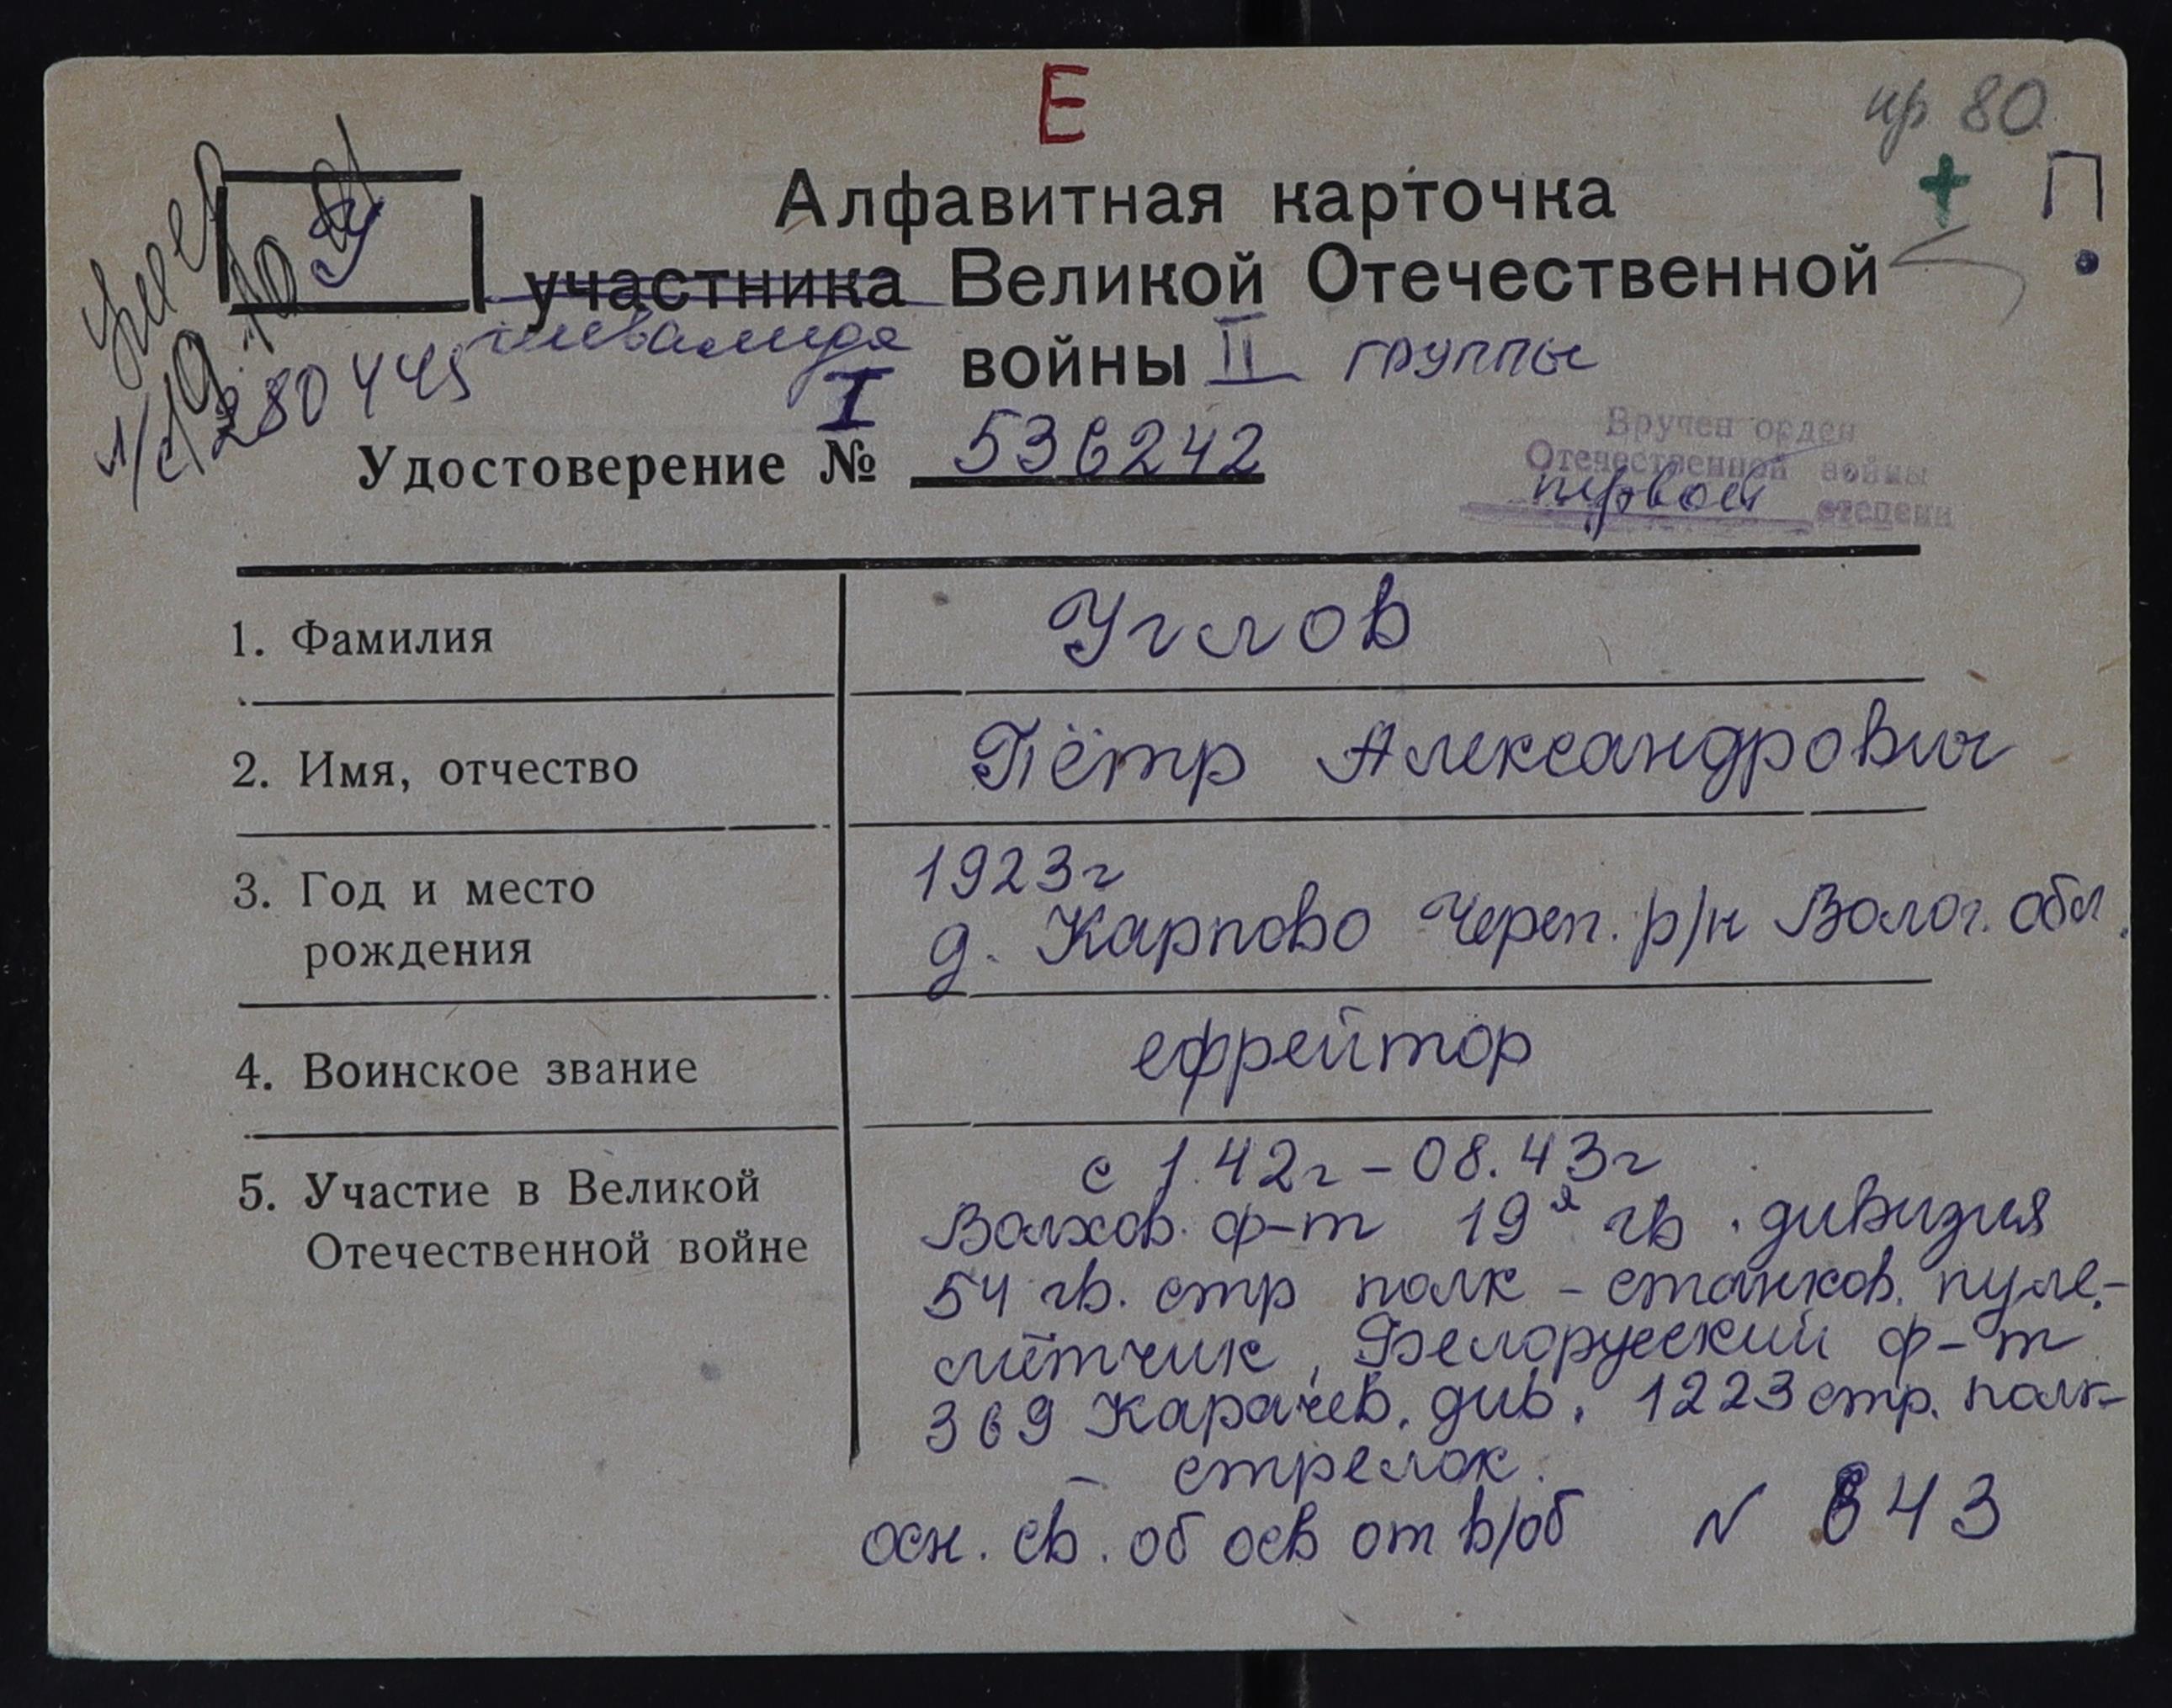 Е
пр 80
+ П
Алфавитная карточка
У
участника Великой Отечественной
инвалида войны II группы
л/д 280445
I
Удостоверение № 536242
Вручен орден
Отечественной войны
первой степени
1. Фамилия Углов
2. Имя, отчество Пётр Александрович
3. Год и место 1923г
рождения д. Карпово Череп. р/н Волог. обл.
4. Воинское звание ефрейтор
5. Участие в Великой с 1.42г – 08.43г
Отечественной войне Волхов. ф-т 19я гв. дивизия
54 гв. стр полк – станков. пуле-
мётчик, Белорусский ф-т
369 Карачев. див. 1223 стр. полк –
– стрелок.
осн. св. об осв от в/об N 843